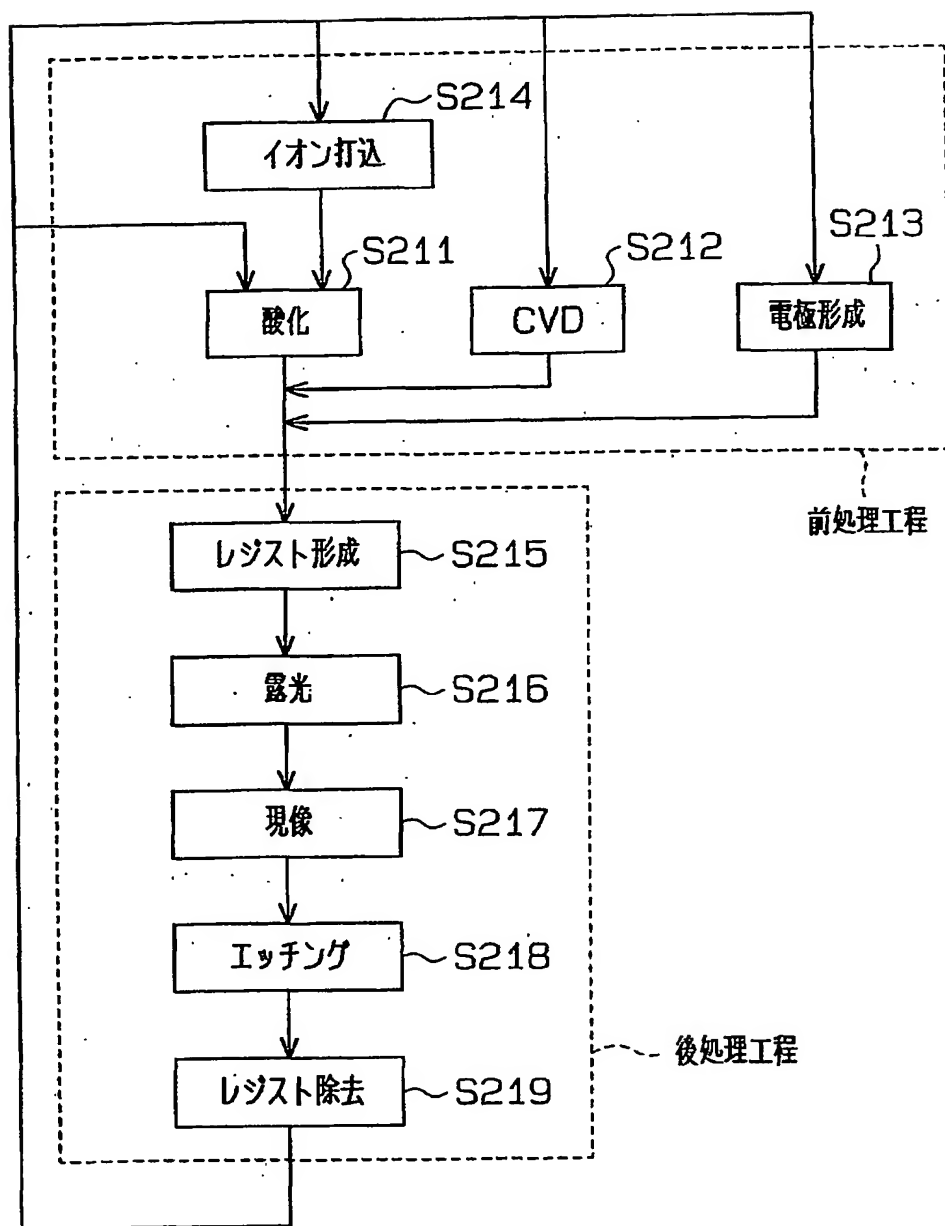 S214
イオン打込
S211
酸化
S212
CVD
S213
電極形成
前処理工程
レジスト形成
S215
露光
S216
現像
S217
エッチング
S218
レジスト除去
S219
後処理工程